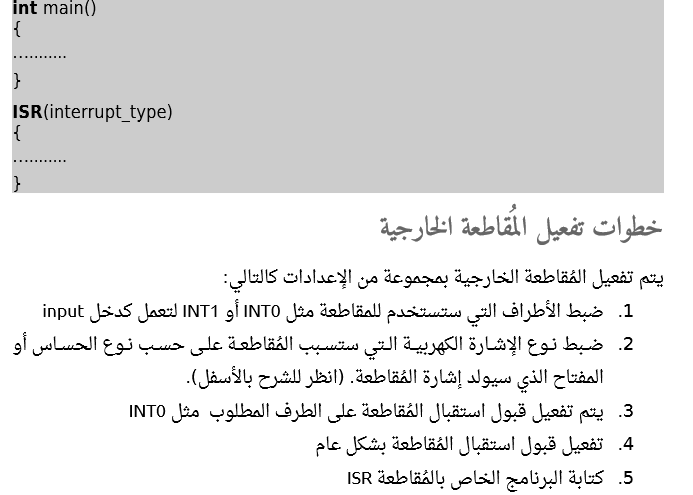 int main()
{
............
}
ISR(interrupt_type)
{
............
}
خطوات تفعيل المُقاطعة الخارجية
يتم تفعيل المُقاطعة الخارجية بمجموعة من الإعدادات كالتالي:
1. ضبط الأطراف التي ستستخدم للمقاطعة مثل INT0 أو INT1 لتعمل كدخل input
2. ضبط نوع الإشارة الكهربية التي ستسبب المُقاطعة على حسب نوع الحساس أو
المفتاح الذي سيولد إشارة المُقاطعة. (انظر للشرح بالأسفل).
3. يتم تفعيل قبول استقبال المُقاطعة على الطرف المطلوب مثل INT0
4. تفعيل قبول استقبال المُقاطعة بشكل عام
5. كتابة البرنامج الخاص بالمُقاطعة ISR